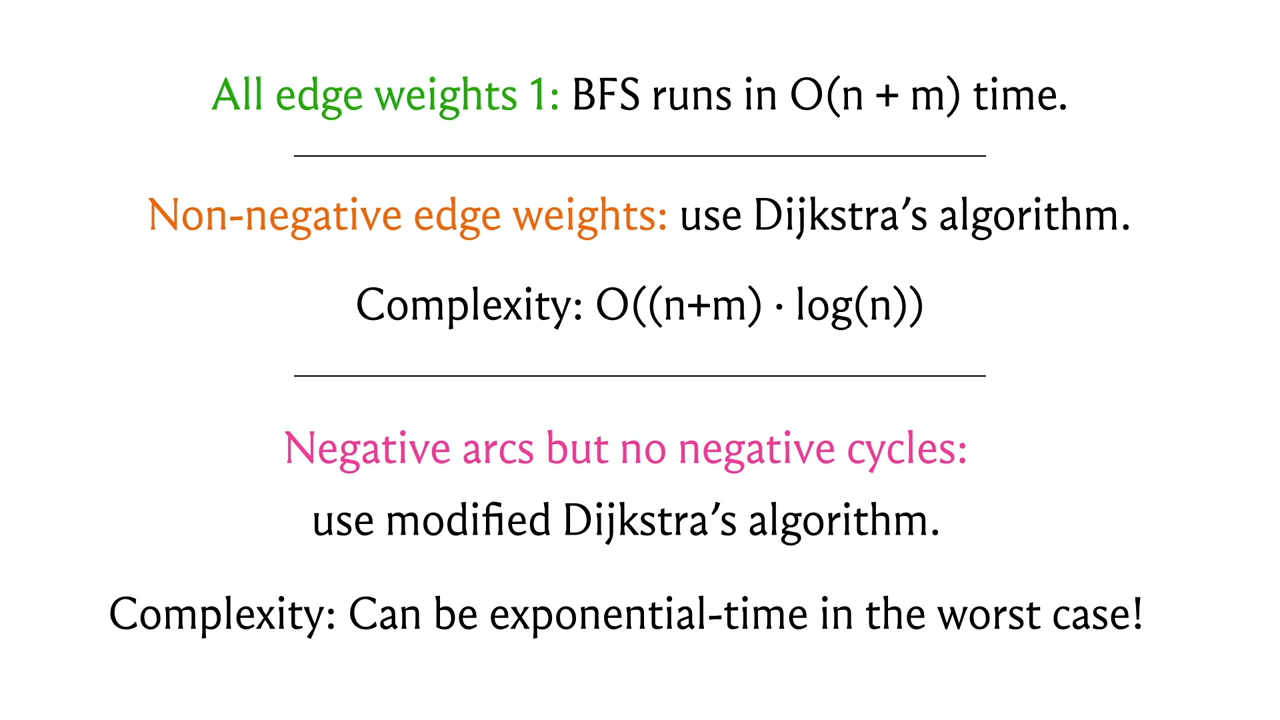 All edge weights 1: BFS runs in O(n + m) time.
Non-negative edge weights: use Dijkstra’s algorithm.
Complexity: O((n+m) · log(n))
Negative arcs but no negative cycles:
use modified Dijkstra’s algorithm.
Complexity: Can be exponential-time in the worst case!